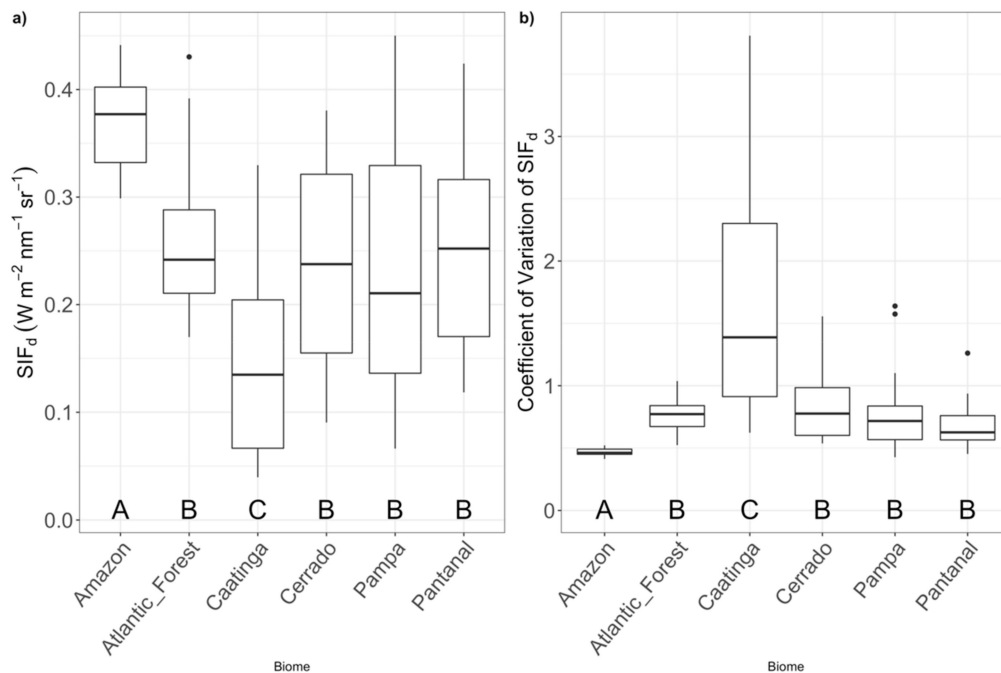 a)
SIFd (W m−2 nm−1 sr−1)
0.4
0.3
0.2
0.1
0.0
A B C B B B
Amazon
Atlantic_Forest
Caatinga
Cerrado
Pampa
Pantanal
Biome
b)
Coefficient of Variation of SIFd
3
2
1
0
A B C B B B
Amazon
Atlantic_Forest
Caatinga
Cerrado
Pampa
Pantanal
Biome